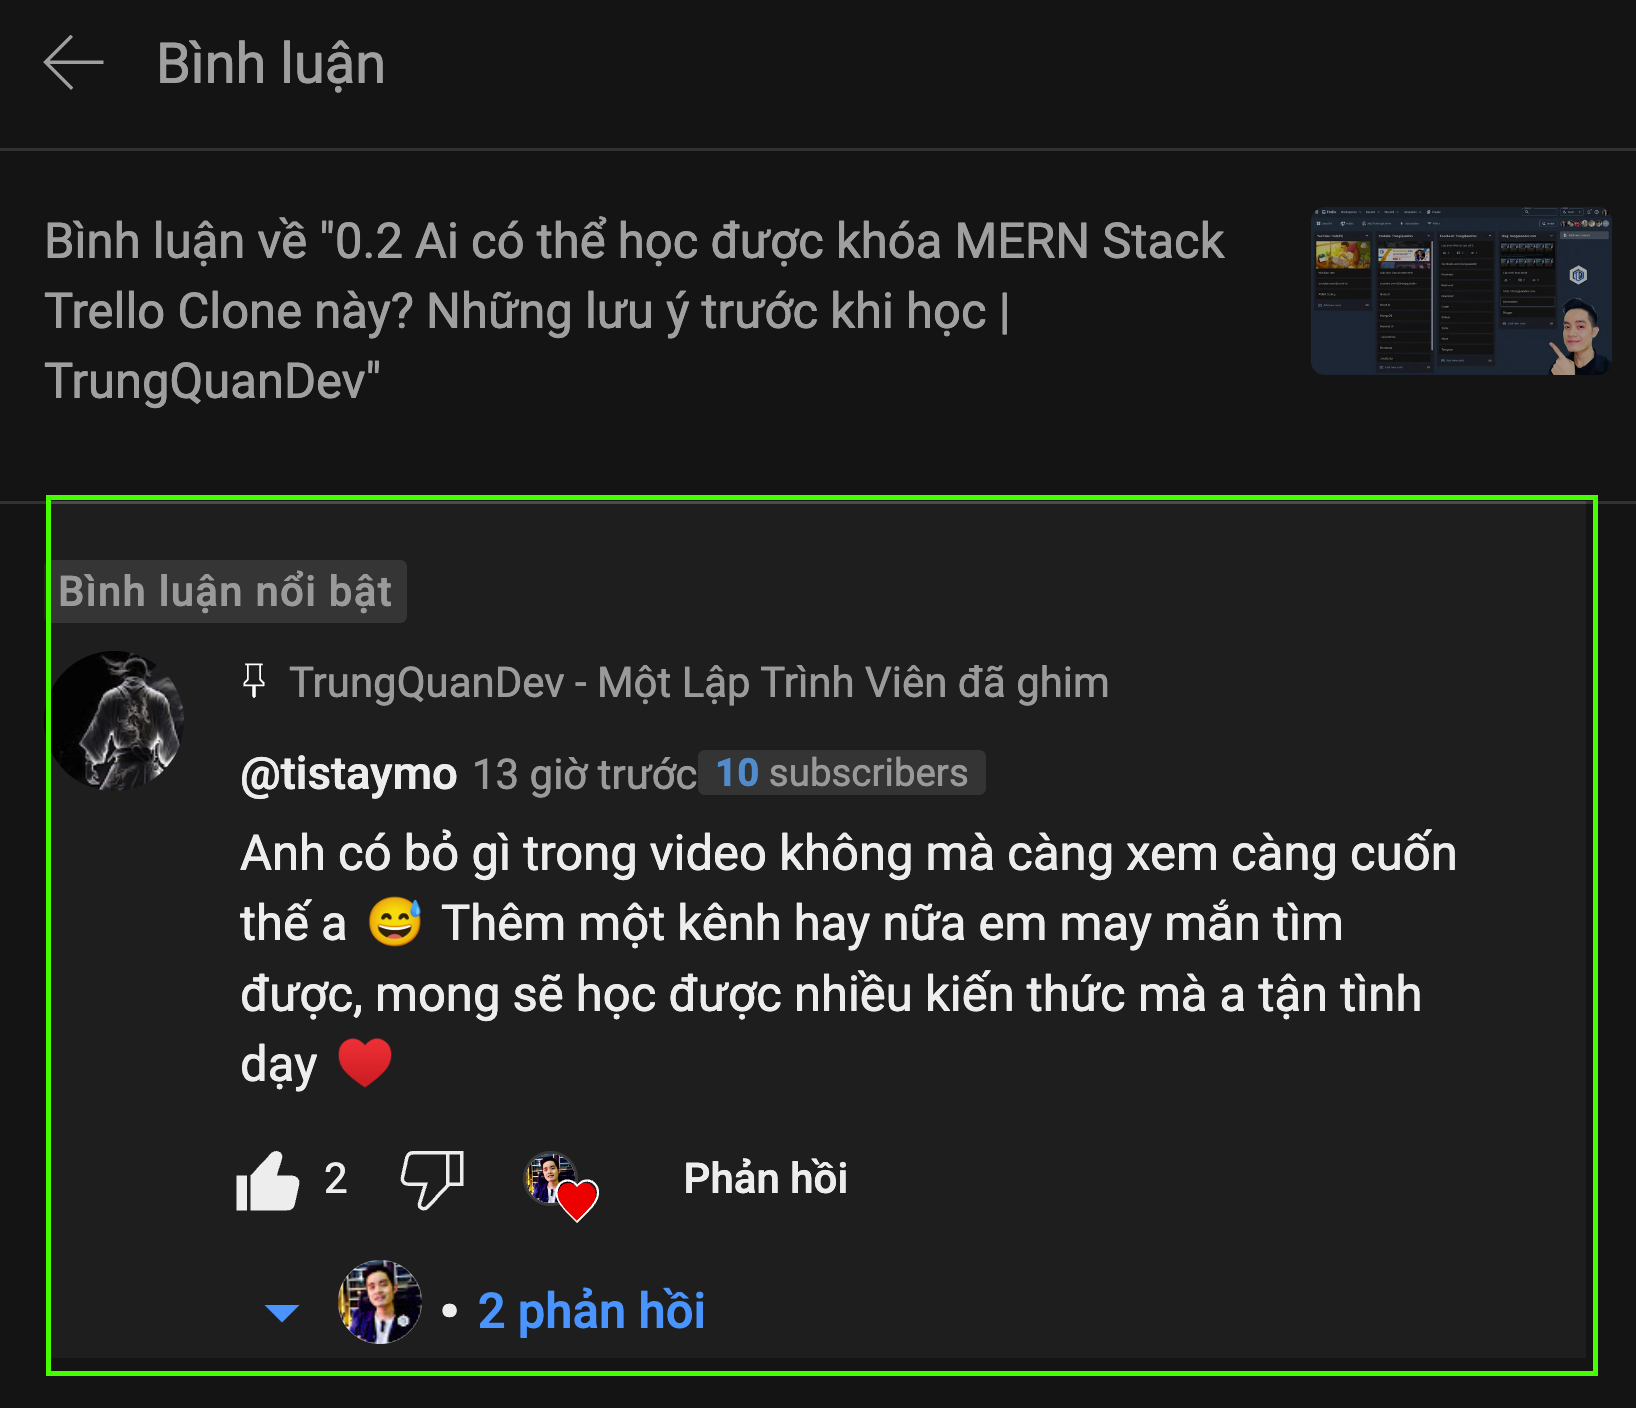 Bình luận
Bình luận về "0.2 Ai có thể học được khóa MERN Stack
Trello Clone này? Những lưu ý trước khi học |
TrungQuanDev"
Bình luận nổi bật
TrungQuanDev - Một Lập Trình Viên đã ghim
@tistaymo 13 giờ trước 10 subscribers
Anh có bỏ gì trong video không mà càng xem càng cuốn
thế a 😅 Thêm một kênh hay nữa em may mắn tìm
được, mong sẽ học được nhiều kiến thức mà a tận tình
dạy ♥️
2 Phản hồi
• 2 phản hồi